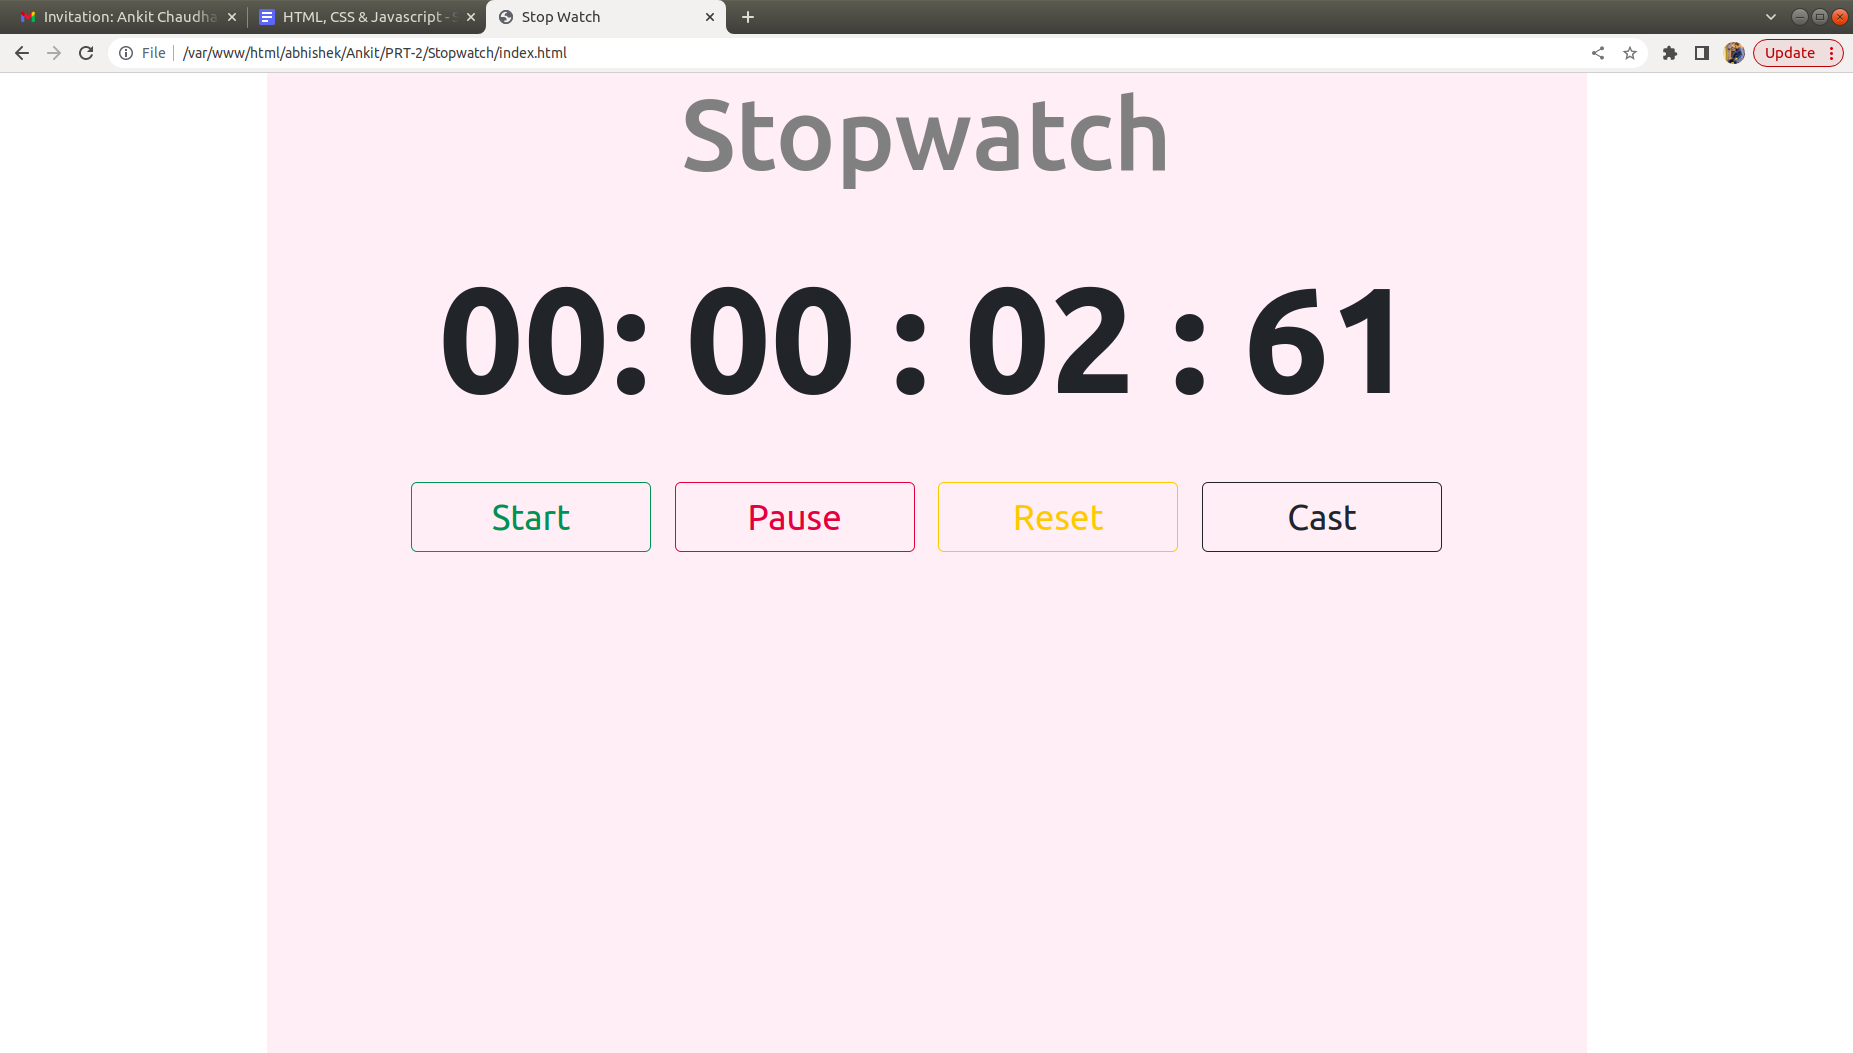 Invitation: Ankit Chaudha
HTML, CSS & Javascript - S
Stop Watch
File
/var/www/html/abhishek/Ankit/PRT-2/Stopwatch/index.html
Update
Stopwatch
00: 00 : 02 : 61
Start Pause Reset Cast